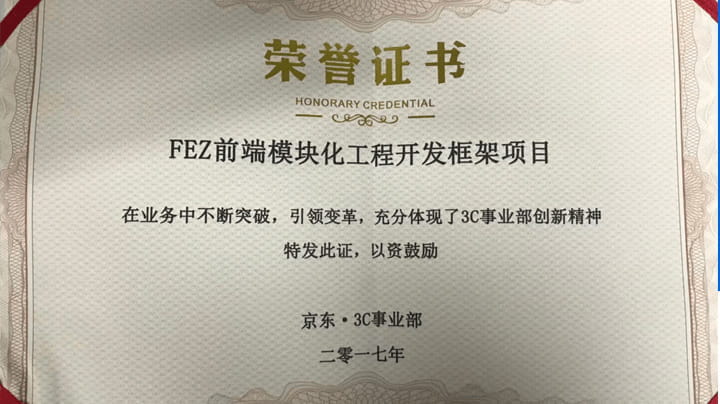 荣誉证书
HONORARY CREDENTIAL
FEZ前端模块化工程开发框架项目
在业务中不断突破，引领变革，充分体现了3C事业部创新精神
特发此证，以资鼓励
京东·3C事业部
二零一七年